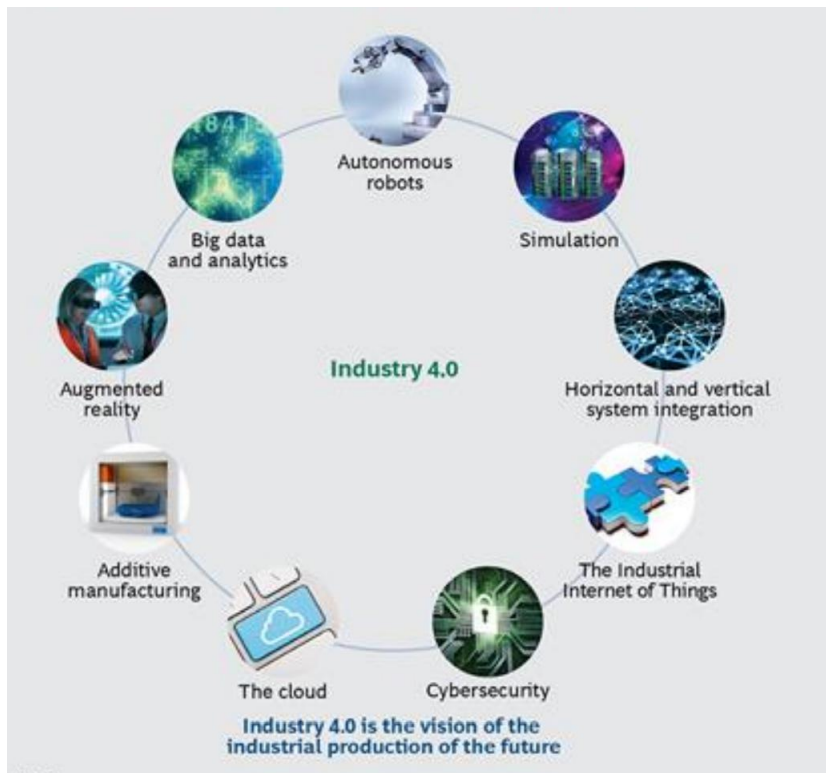 Autonomous
robots
Simulation
Horizontal and vertical
system integration
The Industrial
Internet of Things
Cybersecurity
The cloud
Additive
manufacturing
Augmented
reality
Big data
and analytics
Industry 4.0
Industry 4.0 is the vision of the
industrial production of the future